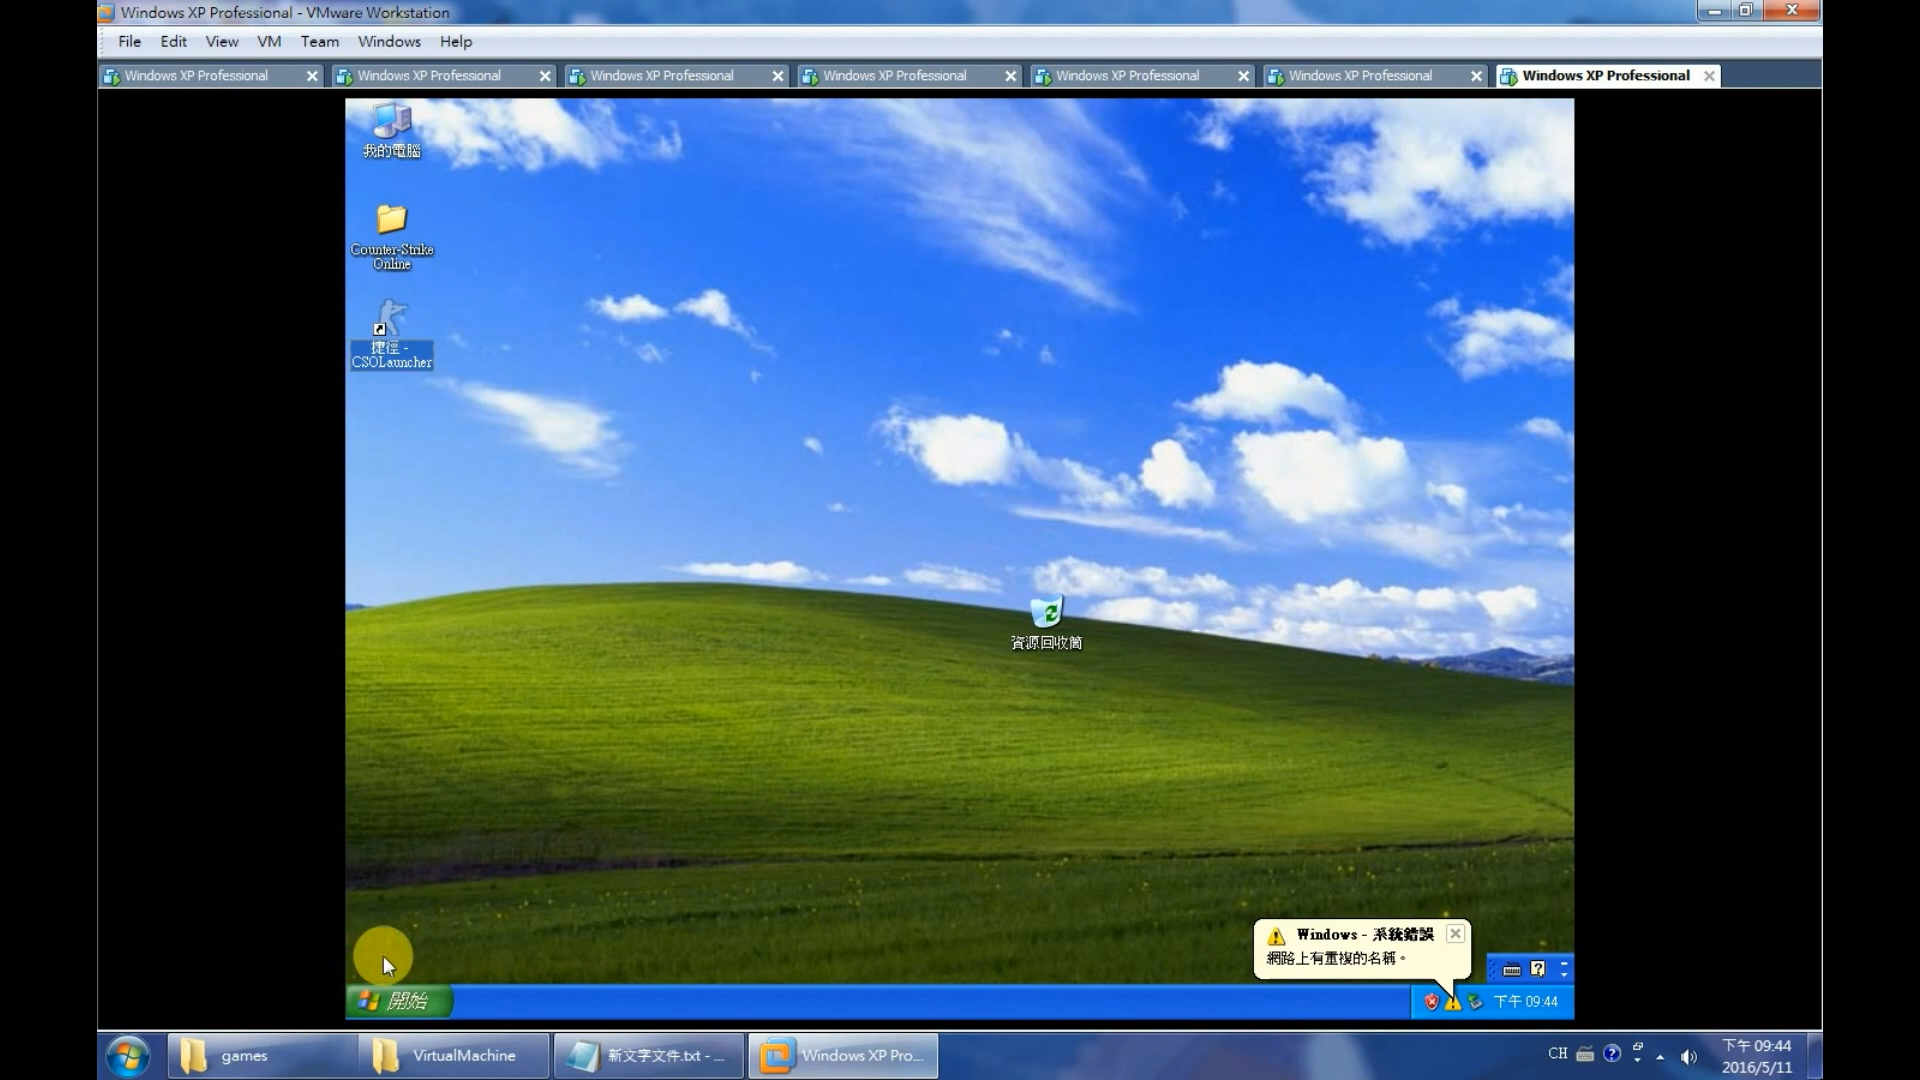 Windows XP Professional - VMware Workstation
File Edit View VM Team Windows Help
Windows XP Professional Windows XP Professional Windows XP Professional Windows XP Professional Windows XP Professional Windows XP Professional Windows XP Professional
我的電腦
Counter-Strike
Online
捷徑 -
CSOLauncher
資源回收筒
Windows - 系統錯誤
網路上有重複的名稱。
開始
下午 09:44
games
VirtualMachine
新文字文件.txt - ...
Windows XP Pro...
CH
下午 09:44
2016/5/11